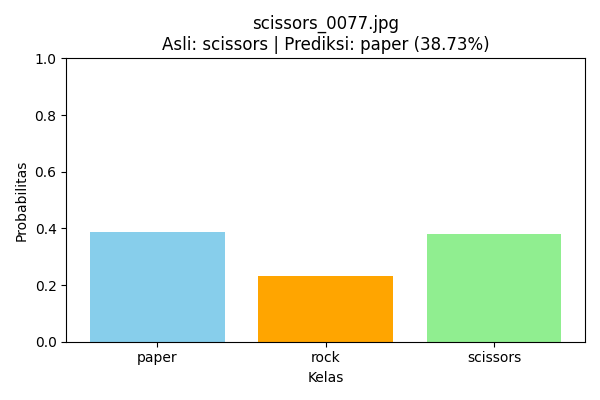 scissors_0077.jpg
Asli: scissors | Prediksi: paper (38.73%)
1.0
0.8
0.6
0.4
0.2
0.0
Probabilitas
paper
rock
scissors
Kelas